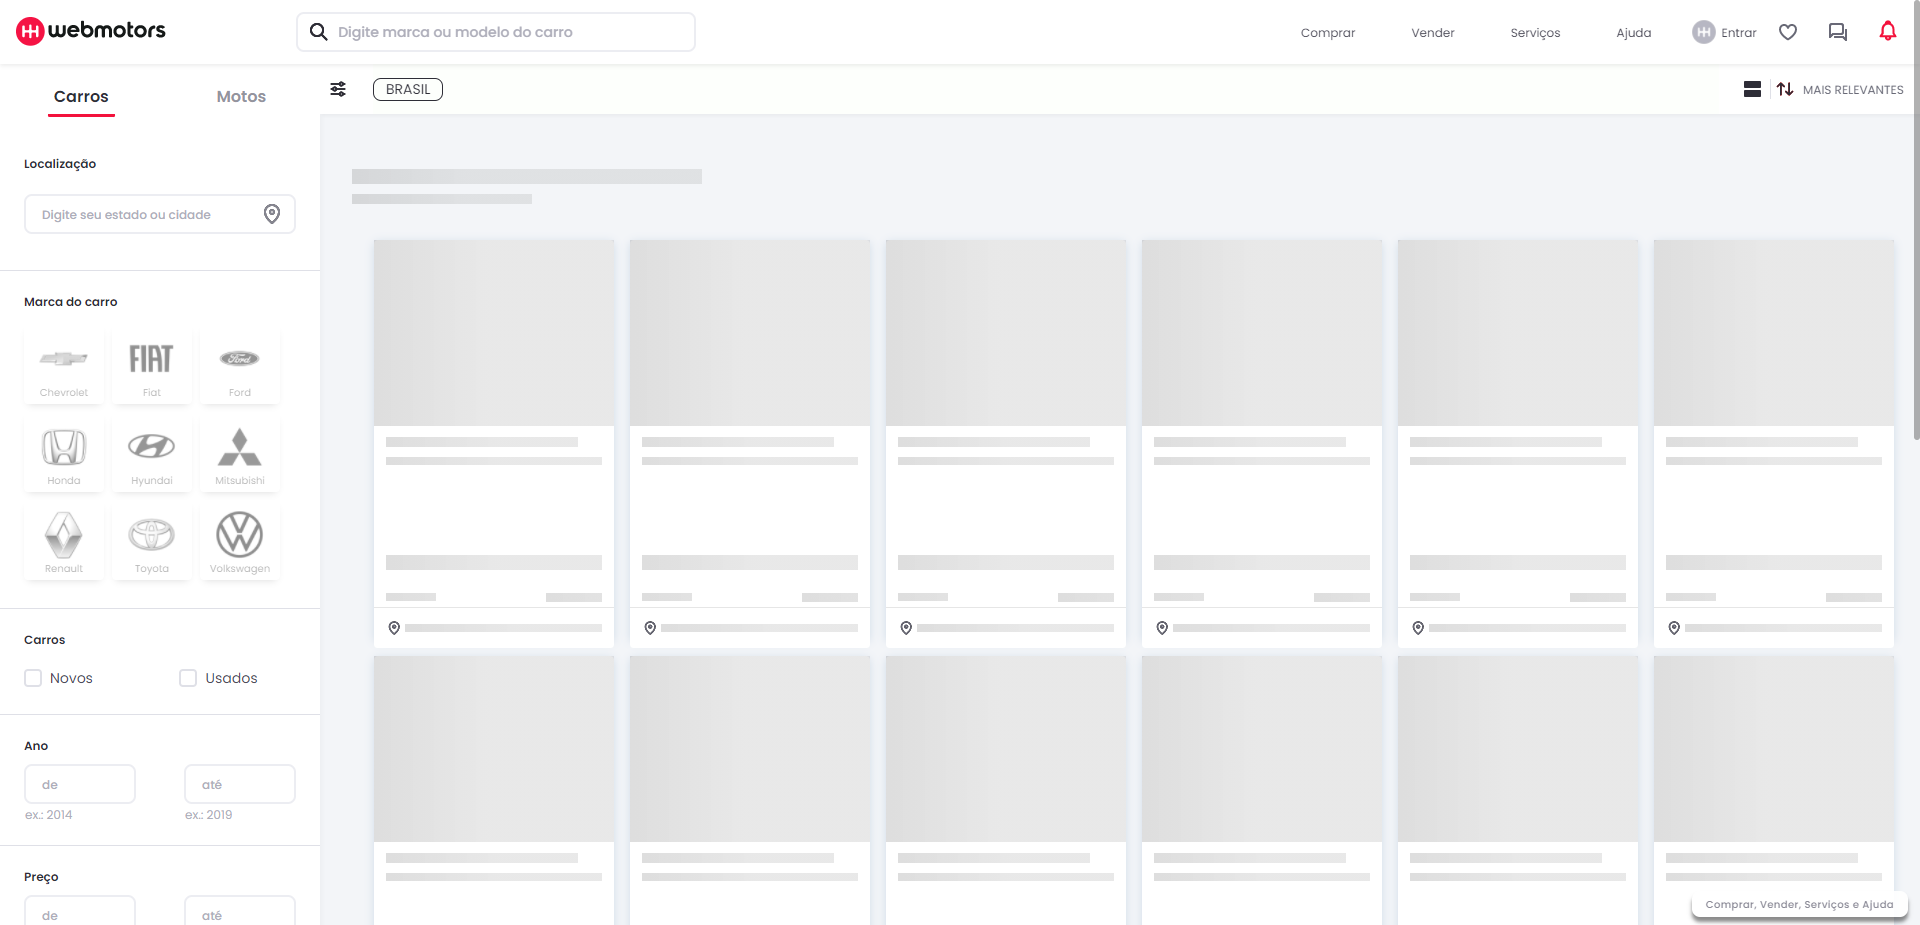 webmotors
Digite marca ou modelo do carro
Comprar
Vender
Serviços
Ajuda
Entrar
Carros
Motos
BRASIL
MAIS RELEVANTES
Localização
Digite seu estado ou cidade
Marca do carro
FIAT
Ford
Chevrolet
Fiat
Ford
Honda
Hyundai
Mitsubishi
Renault
Toyota
Volkswagen
Carros
Novos
Usados
Ano
de
até
ex.: 2014
ex.: 2019
Preço
de
até
Comprar, Vender, Serviços e Ajuda